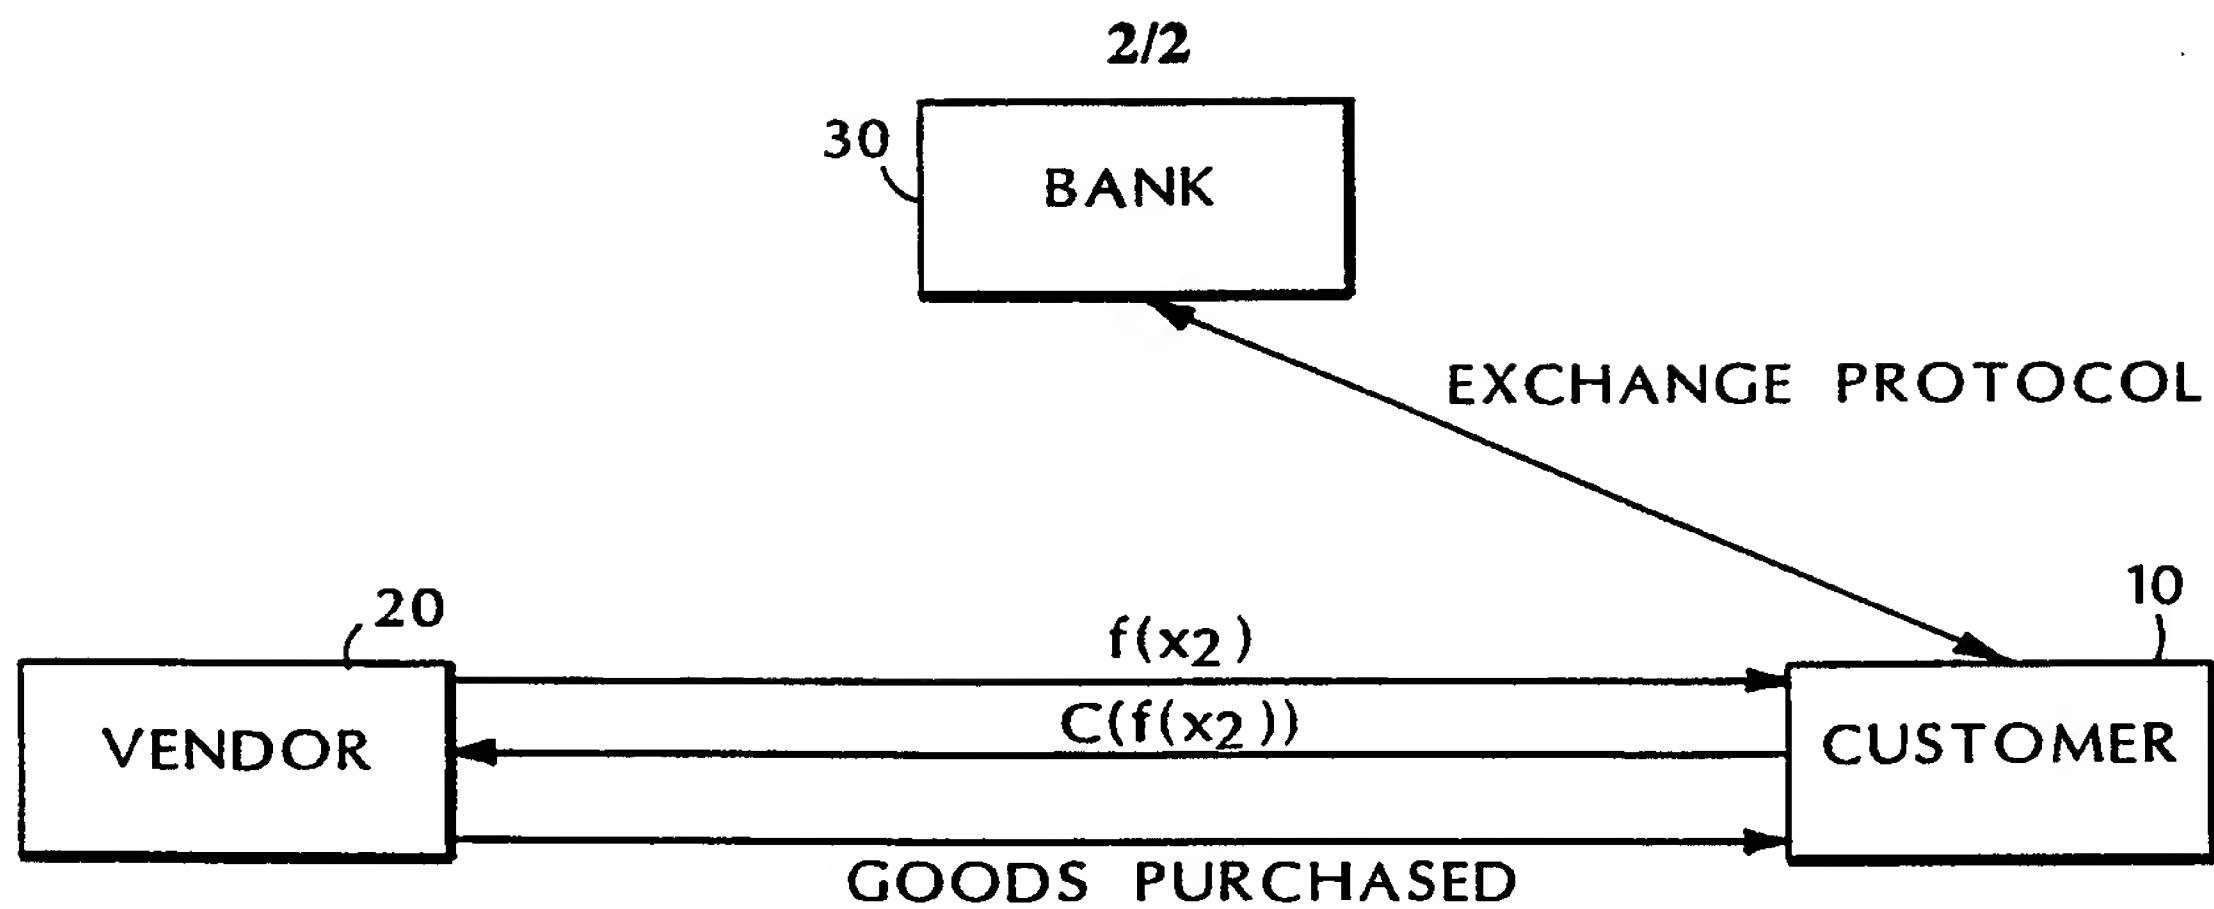 2/2
30
BANK
EXCHANGE PROTOCOL
10
20
f(x2)
C(f(x2))
VENDOR
CUSTOMER
GOODS PURCHASED